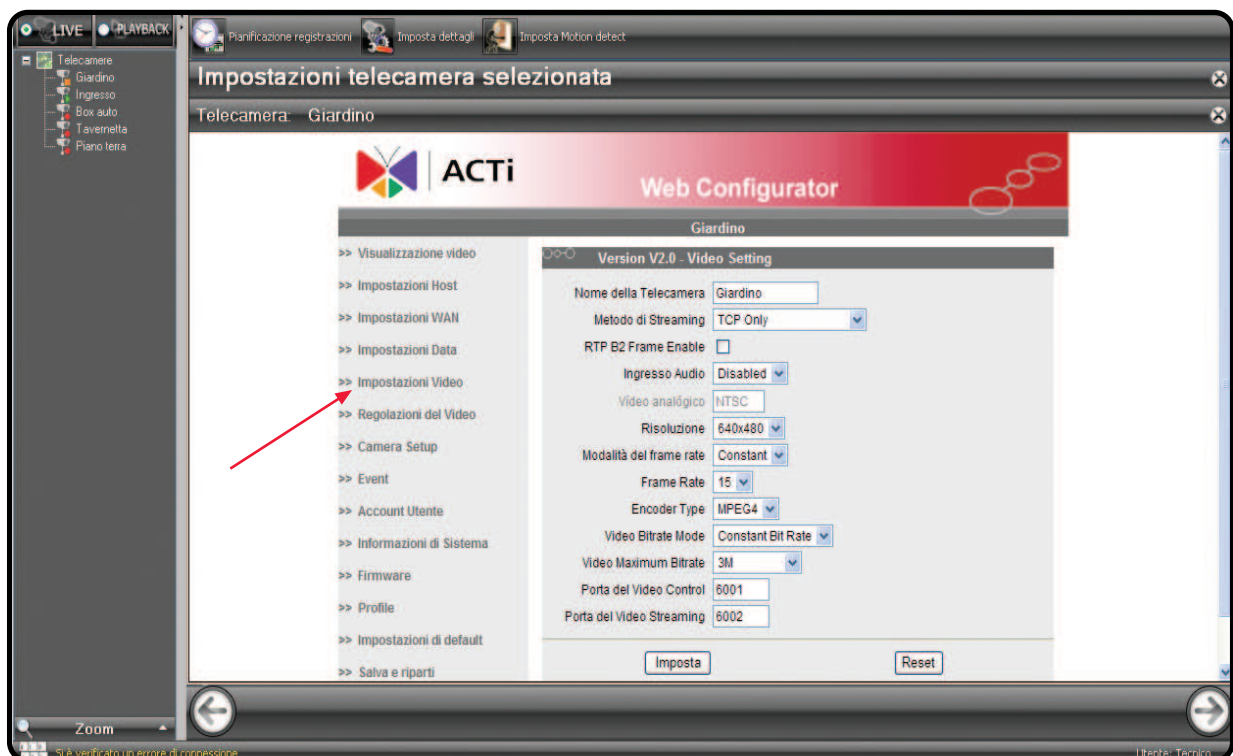 LIVE PLAYBACK
Pianificazione registrazioni Imposta dettagli Imposta Motion detect
Telecamere
Giardino
Ingresso
Box auto
Tavernetta
Piano terra
Impostazioni telecamera selezionata
Telecamera: Giardino
ACTi
Web Configurator
Giardino
>> Visualizzazione video
>> Impostazioni Host
>> Impostazioni WAN
>> Impostazioni Data
>> Impostazioni Video
>> Regolazioni del Video
>> Camera Setup
>> Event
>> Account Utente
>> Informazioni di Sistema
>> Firmware
>> Profile
>> Impostazioni di default
>> Salva e riparti
Version V2.0 - Video Setting
Nome della Telecamera Giardino
Metodo di Streaming TCP Only
RTP B2 Frame Enable
Ingresso Audio Disabled
Video analógico NTSC
Risoluzione 640x480
Modalità del frame rate Constant
Frame Rate 15
Encoder Type MPEG4
Video Bitrate Mode Constant Bit Rate
Video Maximum Bitrate 3M
Porta del Video Control 6001
Porta del Video Streaming 6002
Imposta Reset
Zoom
Si è verificato un errore di connessione
Utente: Tecnico